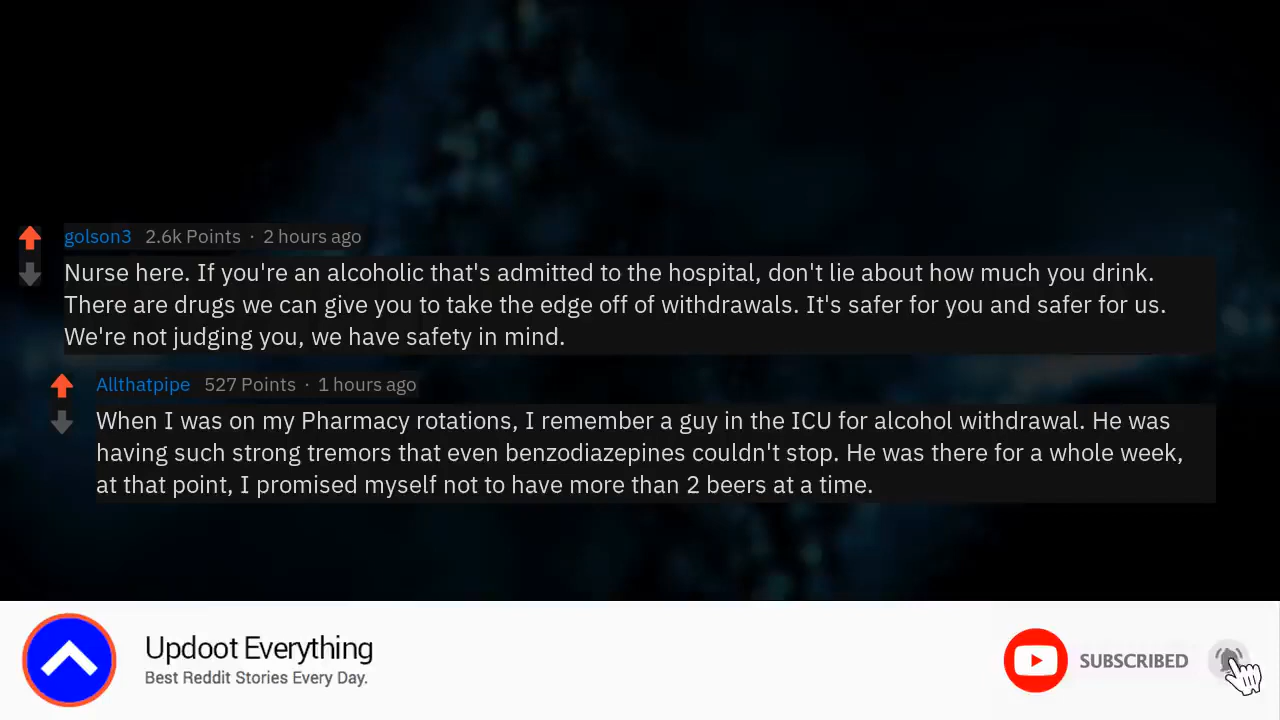 golson3 2.6k Points · 2 hours ago
Nurse here. If you're an alcoholic that's admitted to the hospital, don't lie about how much you drink.
There are drugs we can give you to take the edge off of withdrawals. It's safer for you and safer for us.
We're not judging you, we have safety in mind.
Allthatpipe 527 Points · 1 hours ago
When I was on my Pharmacy rotations, I remember a guy in the ICU for alcohol withdrawal. He was
having such strong tremors that even benzodiazepines couldn't stop. He was there for a whole week,
at that point, I promised myself not to have more than 2 beers at a time.
Updoot Everything
Best Reddit Stories Every Day.
SUBSCRIBED